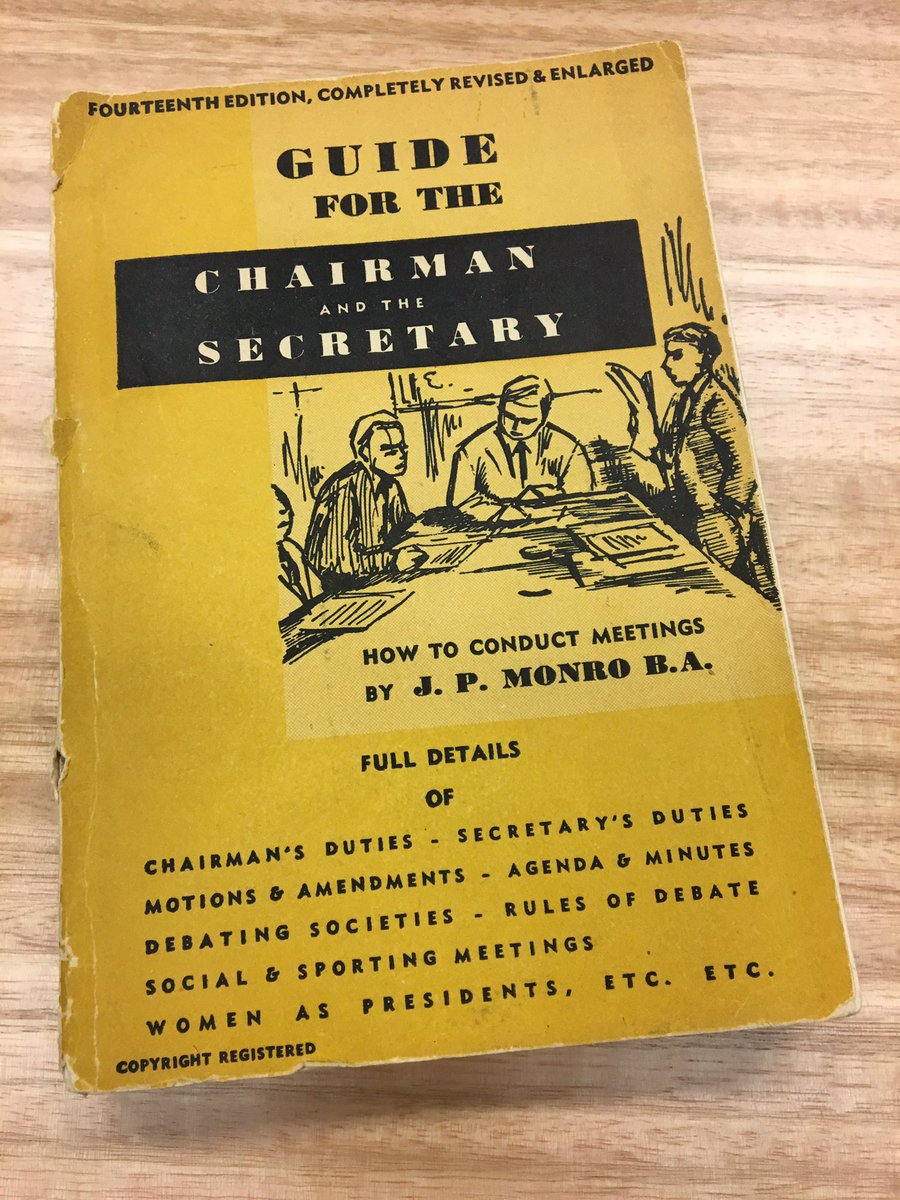 FOURTEENTH EDITION, COMPLETELY REVISED & ENLARGED
GUIDE
FOR THE
CHAIRMAN
AND THE
SECRETARY
HOW TO CONDUCT MEETINGS
BY J. P. MONRO B.A.
FULL DETAILS
OF
CHAIRMAN'S DUTIES - SECRETARY'S DUTIES
MOTIONS & AMENDMENTS - AGENDA & MINUTES
DEBATING SOCIETIES - RULES OF DEBATE
SOCIAL & SPORTING MEETINGS
WOMEN AS PRESIDENTS, ETC. ETC.
COPYRIGHT REGISTERED